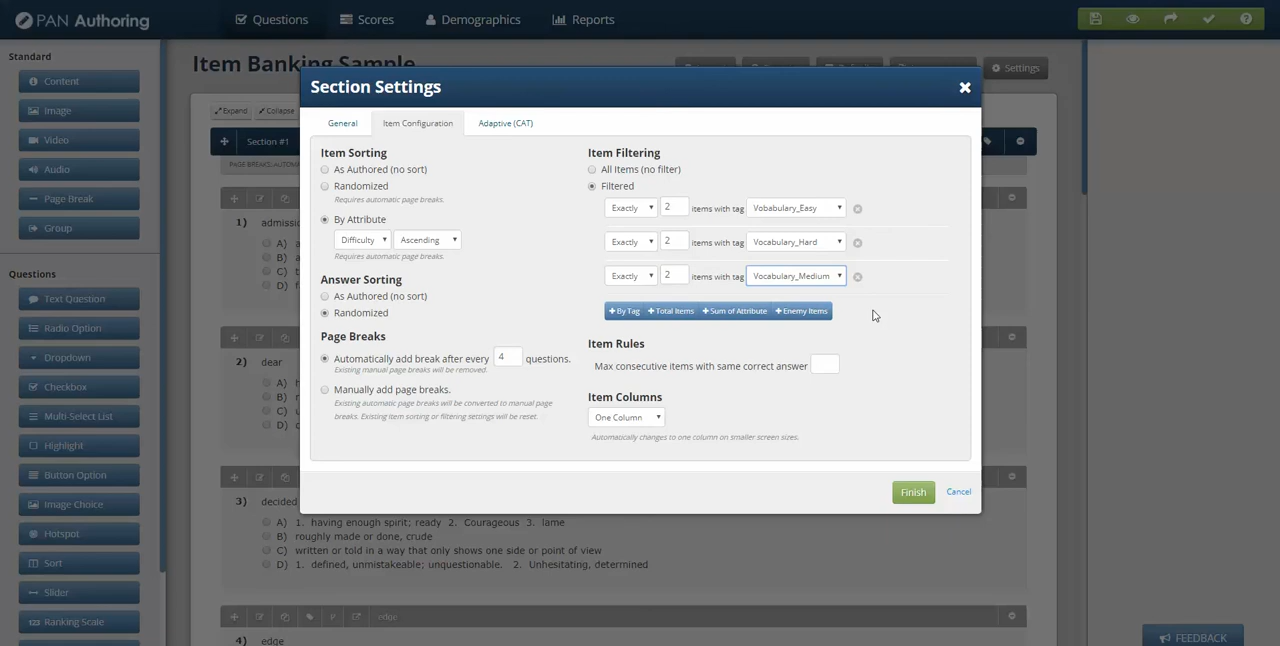 PAN Authoring
Questions
Scores
Demographics
Reports
Standard
Content
Image
Video
Audio
Page Break
Group
Questions
Text Question
Radio Option
Dropdown
Checkbox
Multi-Select List
Highlight
Button Option
Image Choice
Hotspot
Sort
Slider
Ranking Scale
Item Banking Sample
Settings
Expand
Collapse
Section #1
1) admissio
A)
B)
C)
D)
2) dear
A)
B)
C)
D)
3) decided
A) 1. having enough spirit; ready 2. Courageous 3. lame
B) roughly made or done, crude
C) written or told in a way that only shows one side or point of view
D) 1. defined, unmistakeable; unquestionable. 2. Unhesitating, determined
edge
4) edge
Section Settings
General
Item Configuration
Adaptive (CAT)
Item Sorting
As Authored (no sort)
Randomized
Requires automatic page breaks.
By Attribute
Difficulty
Ascending
Requires automatic page breaks.
Answer Sorting
As Authored (no sort)
Randomized
Page Breaks
Automatically add break after every 4 questions.
Existing manual page breaks will be removed.
Manually add page breaks.
Existing automatic page breaks will be converted to manual page
breaks. Existing item sorting or filtering settings will be reset.
Item Filtering
All Items (no filter)
Filtered
Exactly 2 items with tag Vobabulary_Easy
Exactly 2 items with tag Vocabulary_Hard
Exactly 2 items with tag Vocabulary_Medium
+By Tag +Total Items +Sum of Attribute +Enemy Items
Item Rules
Max consecutive items with same correct answer
Item Columns
One Column
Automatically changes to one column on smaller screen sizes.
Finish
Cancel
FEEDBACK